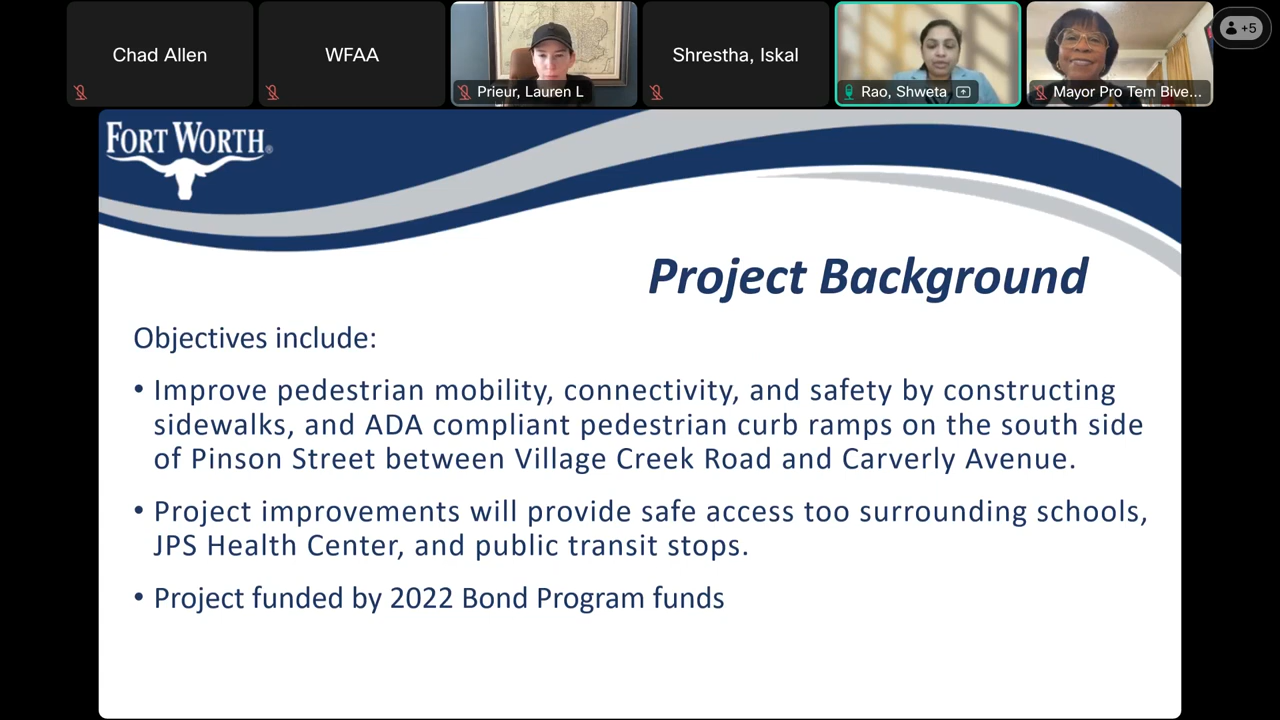 Chad Allen
WFAA
Prieur, Lauren L
Shrestha, Iskal
Rao, Shweta
Mayor Pro Tem Bive...
+5
FORT WORTH®
Project Background
Objectives include:
• Improve pedestrian mobility, connectivity, and safety by constructing
sidewalks, and ADA compliant pedestrian curb ramps on the south side
of Pinson Street between Village Creek Road and Carverly Avenue.
• Project improvements will provide safe access too surrounding schools,
JPS Health Center, and public transit stops.
• Project funded by 2022 Bond Program funds